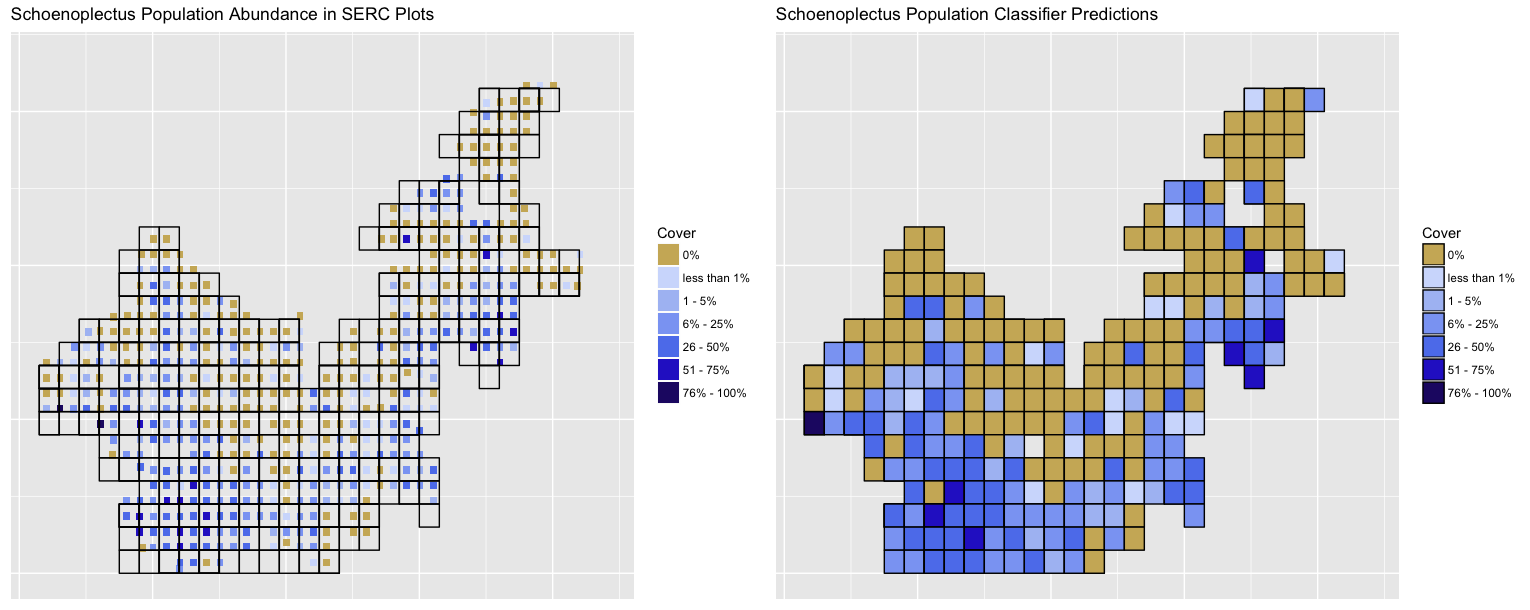 Schoenoplectus Population Abundance in SERC Plots
Cover
0%
less than 1%
1 - 5%
6% - 25%
26 - 50%
51 - 75%
76% - 100%
Schoenoplectus Population Classifier Predictions
Cover
0%
less than 1%
1 - 5%
6% - 25%
26 - 50%
51 - 75%
76% - 100%